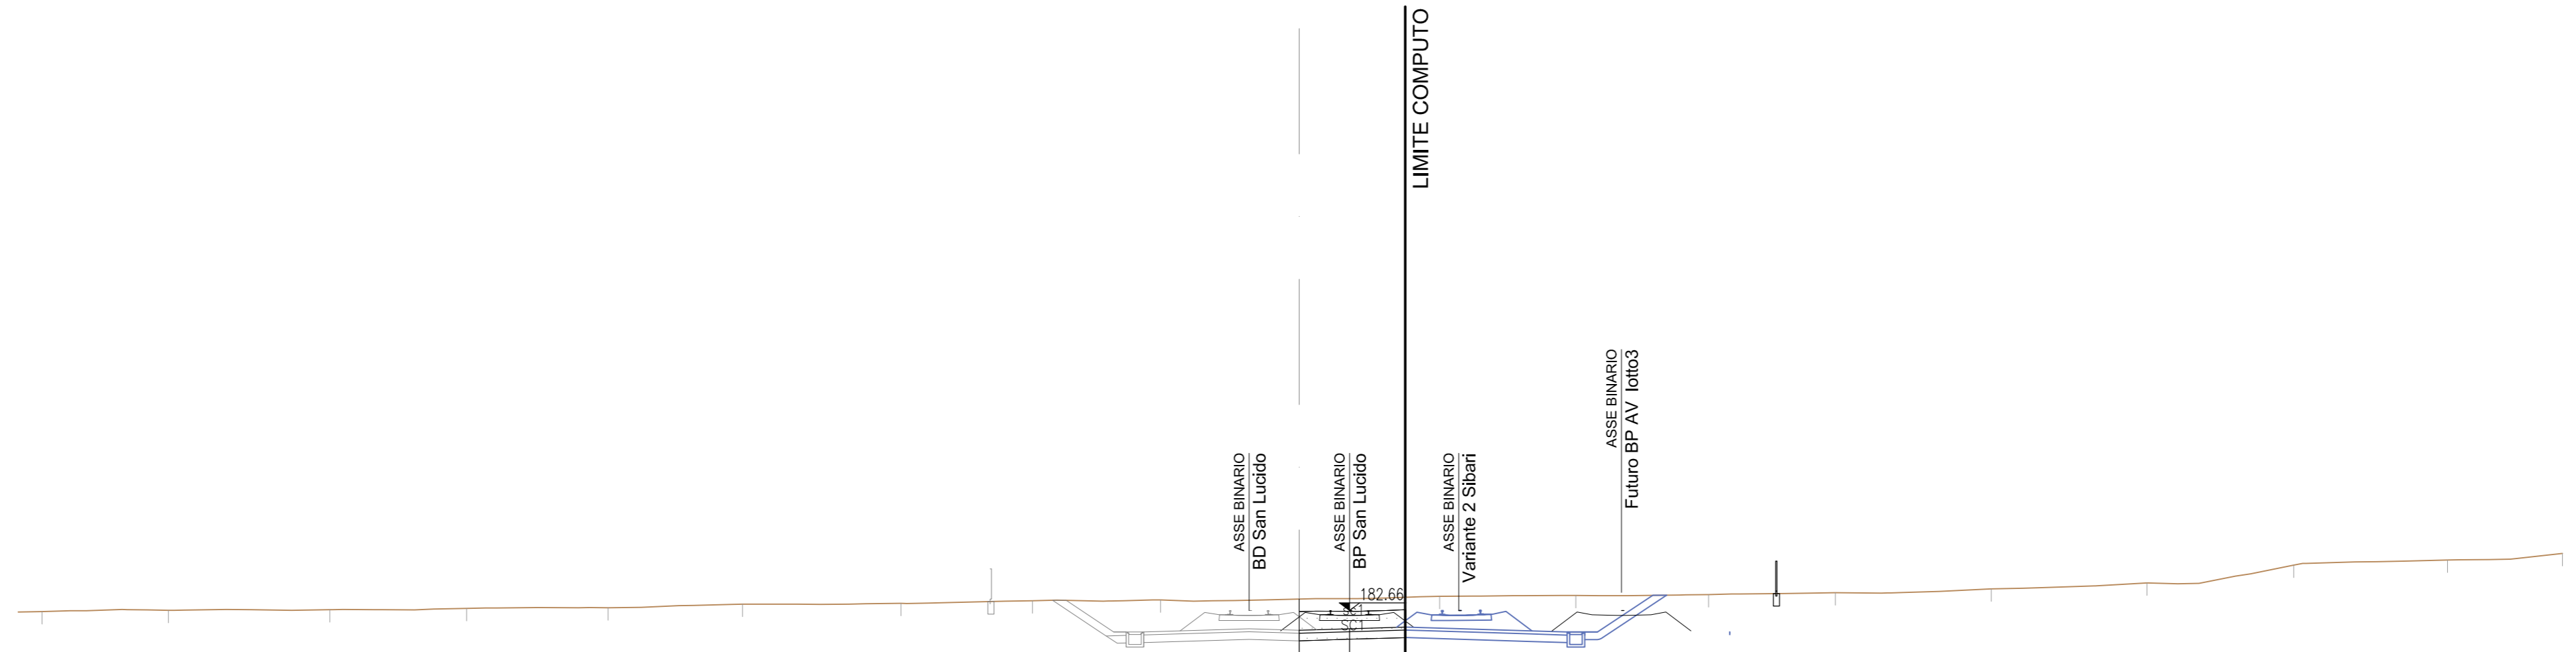 LIMITE COMPUTO
ASSE BINARIO
BD San Lucido
ASSE BINARIO
BP San Lucido
ASSE BINARIO
Variante 2 Sibari
ASSE BINARIO
Futuro BP AV lotto3
182.66
SC1
SC1